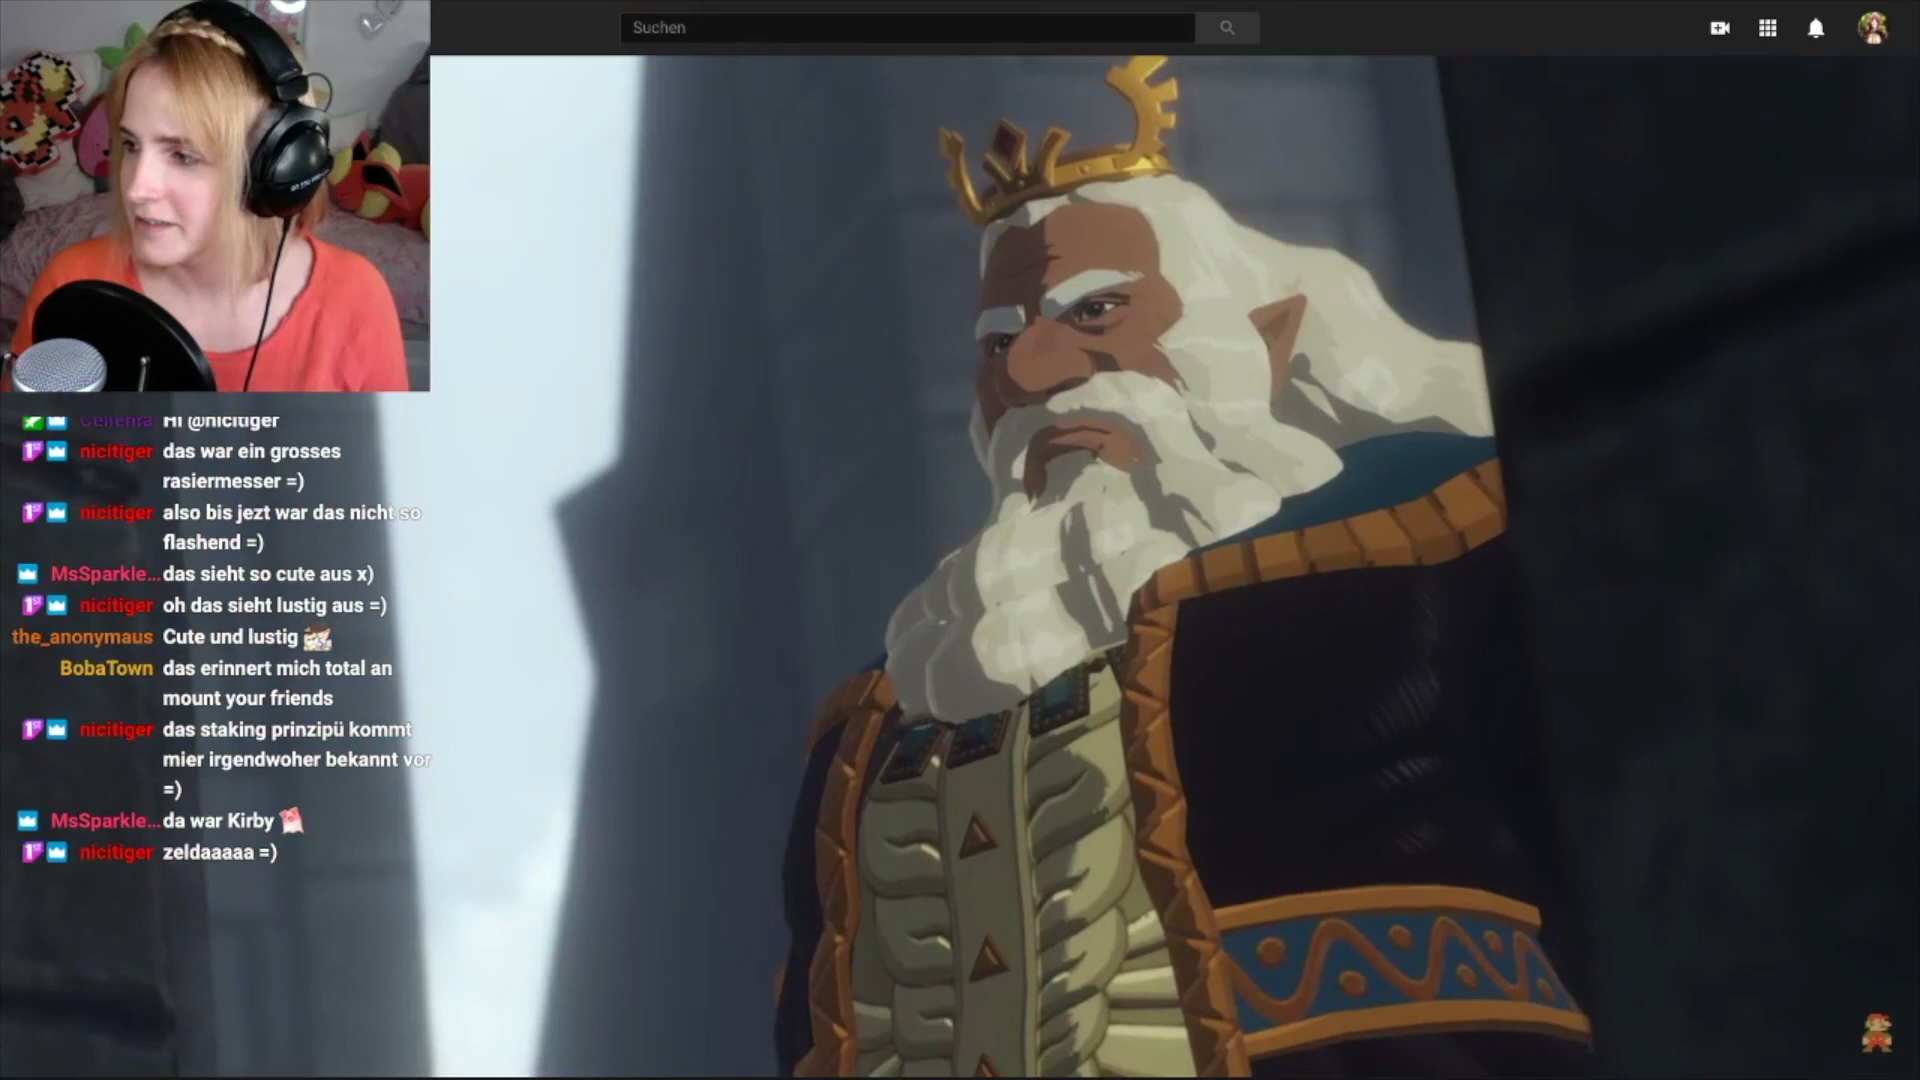 Suchen
Cellenta Hi @nicitiger
nicitiger das war ein grosses
rasiermesser =)
nicitiger also bis jezt war das nicht so
flashend =)
MsSparkle... das sieht so cute aus x)
nicitiger oh das sieht lustig aus =)
the_anonymaus Cute und lustig
BobaTown das erinnert mich total an
mount your friends
nicitiger das staking prinzipü kommt
mier irgendwoher bekannt vor
=)
MsSparkle... da war Kirby
nicitiger zeldaaaaa =)